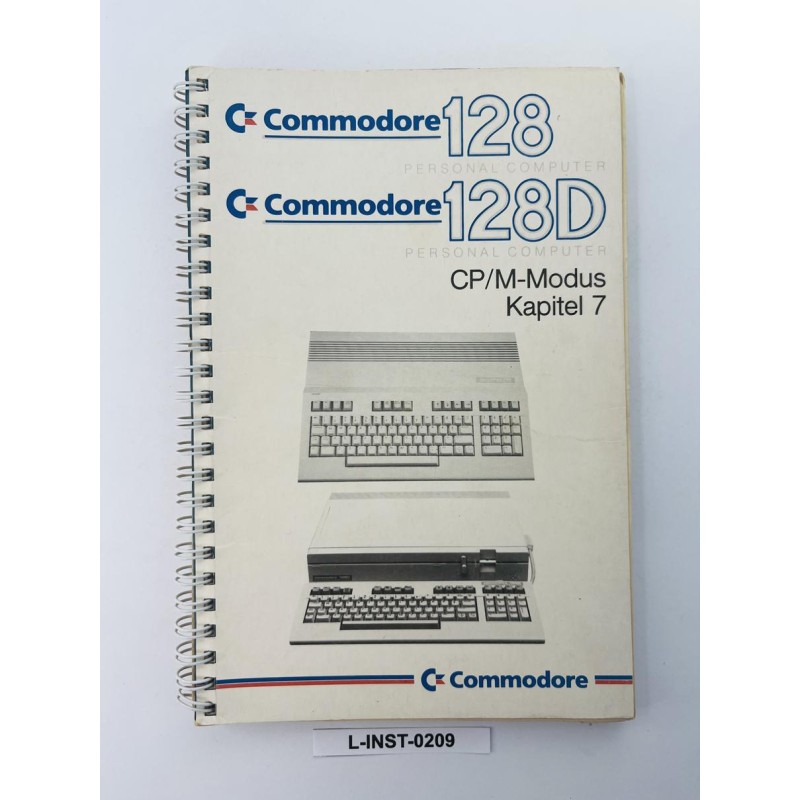 Commodore 128
PERSONAL COMPUTER
Commodore 128D
PERSONAL COMPUTER
CP/M-Modus
Kapitel 7
Commodore
L-INST-0209